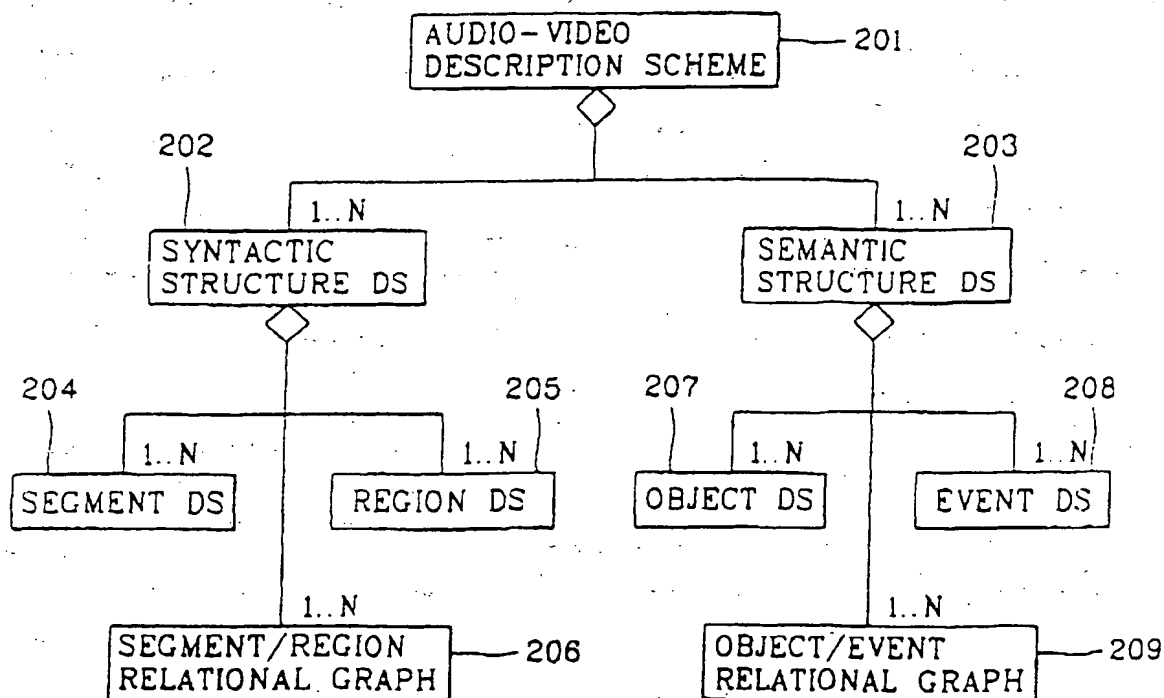 AUDIO-VIDEO
DESCRIPTION SCHEME
201
202
203
1..N
1..N
SYNTACTIC
STRUCTURE DS
SEMANTIC
STRUCTURE DS
204
205
207
208
1..N
1..N
1..N
1..N
SEGMENT DS
REGION DS
OBJECT DS
EVENT DS
1..N
1..N
SEGMENT/REGION
RELATIONAL GRAPH
206
OBJECT/EVENT
RELATIONAL GRAPH
209